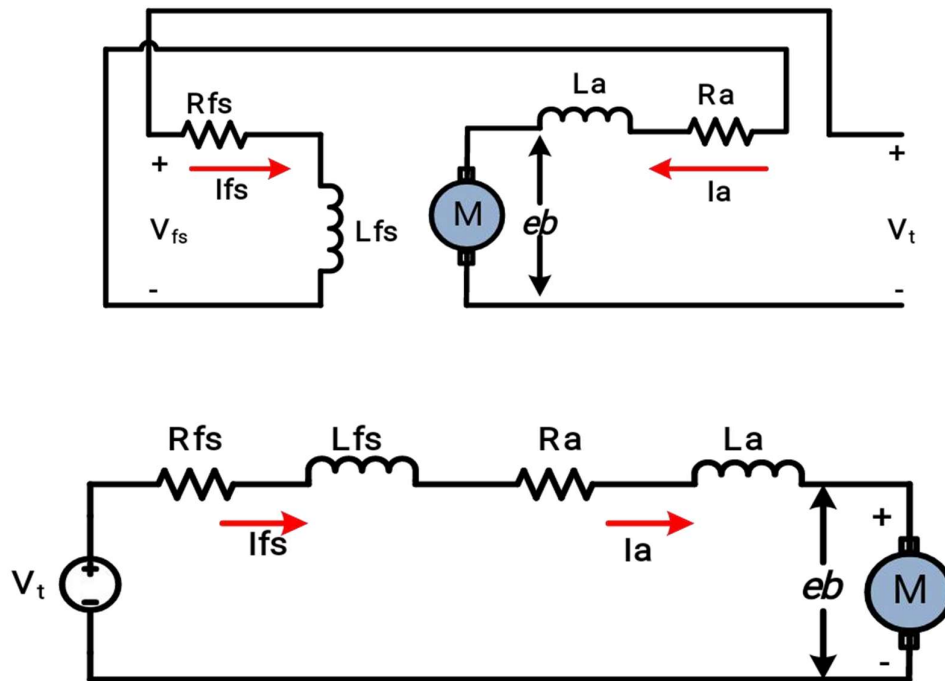 La
Rfs
Ra
+
Ifs
Ia
+
M
eb
Vfs
Lfs
Vt
-
-
Rfs
Lfs
Ra
La
+
Ifs
Ia
Vt
+
-
eb
M
-